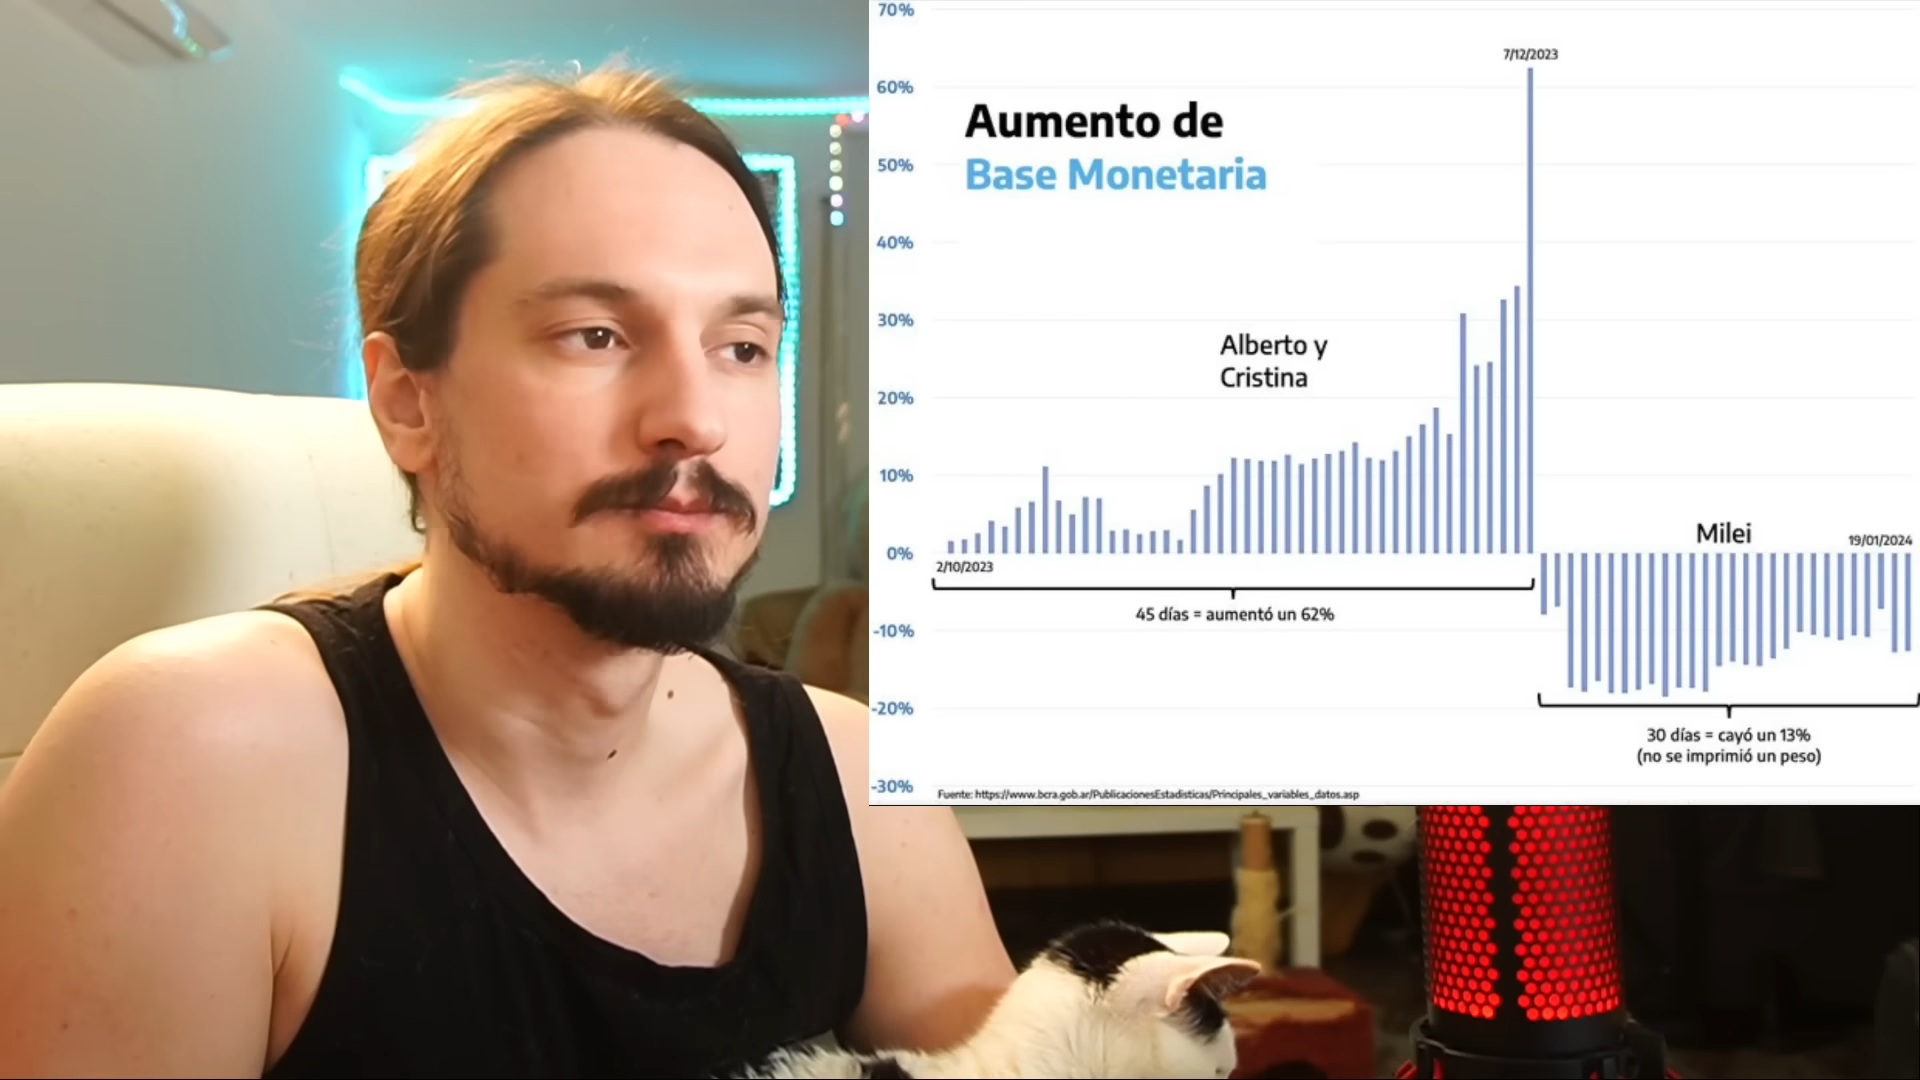 70%
7/12/2023
60%
Aumento de
50%
Base Monetaria
40%
30%
Alberto y
Cristina
20%
10%
Milei
19/01/2024
0%
2/10/2023
45 días = aumentó un 62%
-10%
-20%
30 días = cayó un 13%
(no se imprimió un peso)
-30%
Fuente: https://www.bcra.gob.ar/PublicacionesEstadisticas/Principales_variables_datos.asp